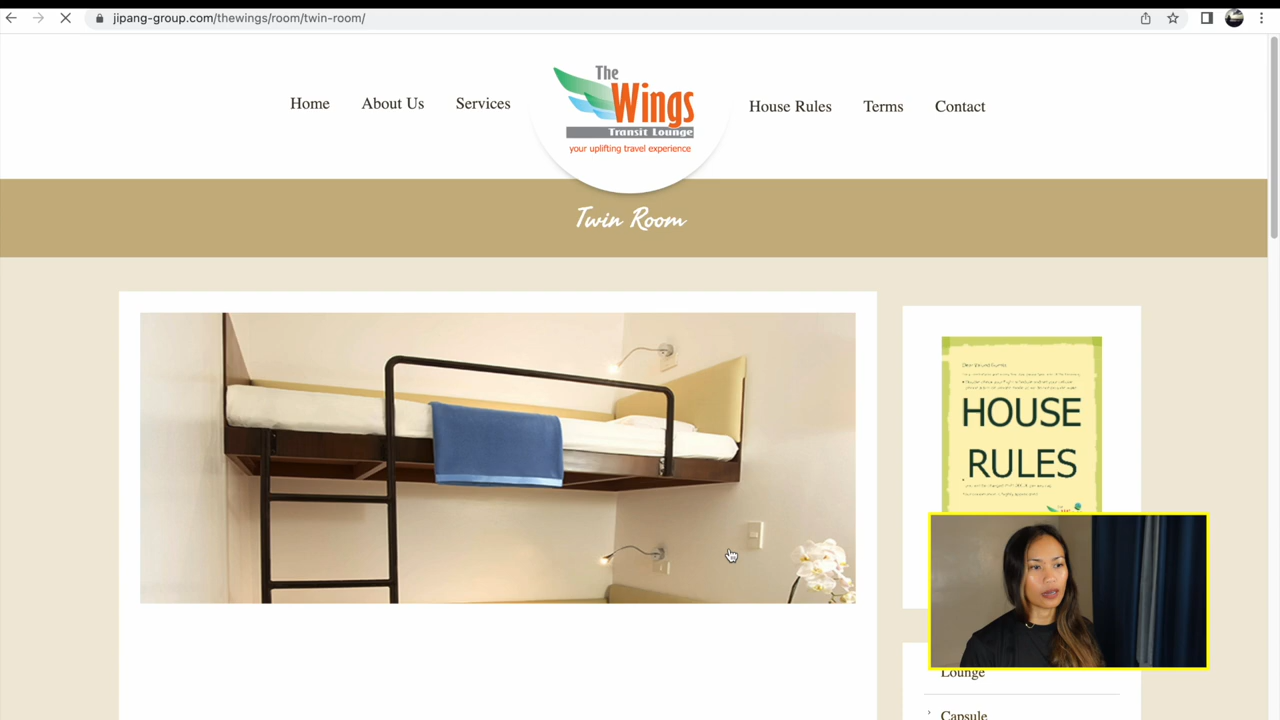 jipang-group.com/thewings/room/twin-room/
Home
About Us
Services
The
Wings
Transit Lounge
your uplifting travel experience
House Rules
Terms
Contact
Twin Room
HOUSE
RULES
Lounge
Capsule